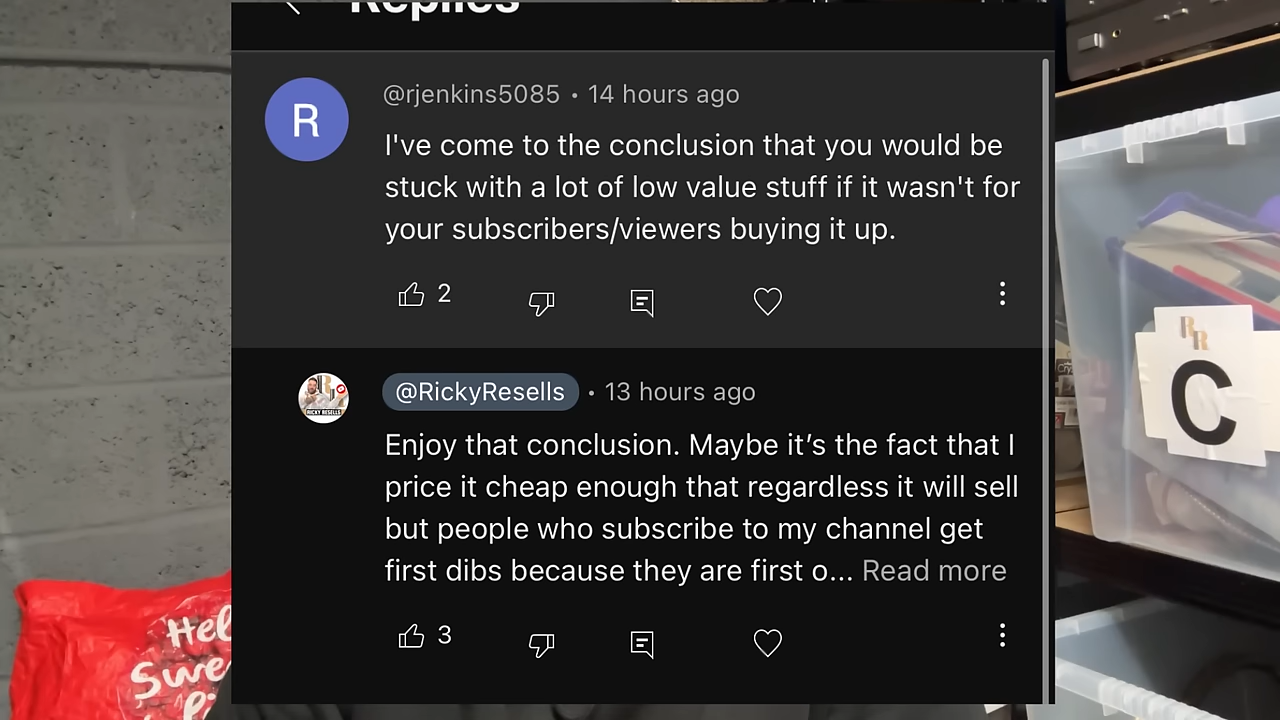 Replies
R
@rjenkins5085 • 14 hours ago
I've come to the conclusion that you would be
stuck with a lot of low value stuff if it wasn't for
your subscribers/viewers buying it up.
2
@RickyResells • 13 hours ago
RICKY RESELLS
Enjoy that conclusion. Maybe it’s the fact that I
price it cheap enough that regardless it will sell
but people who subscribe to my channel get
first dibs because they are first o... Read more
3
RR
C